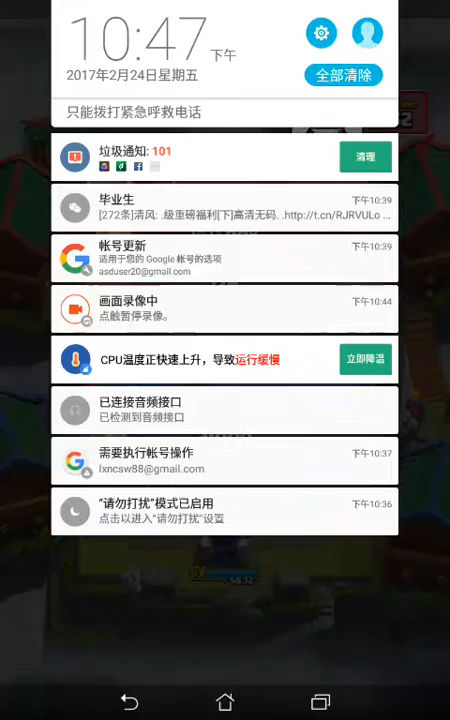 10:47 下午
2017年2月24日星期五
全部清除
只能拨打紧急呼救电话
垃圾通知: 101
清理
毕业生
下午10:39
[272条]清风: .级重磅福利[下]高清无码. .http://t.cn/RJRVULo ...
帐号更新
下午10:39
适用于您的 Google 帐号的选项
asduser20@gmail.com
画面录像中
下午10:44
点触暂停录像。
CPU温度正快速上升，导致运行缓慢
立即降温
已连接音频接口
已检测到音频接口
需要执行帐号操作
下午10:37
lxncsw88@gmail.com
“请勿打扰”模式已启用
下午10:36
点击以进入“请勿打扰”设置